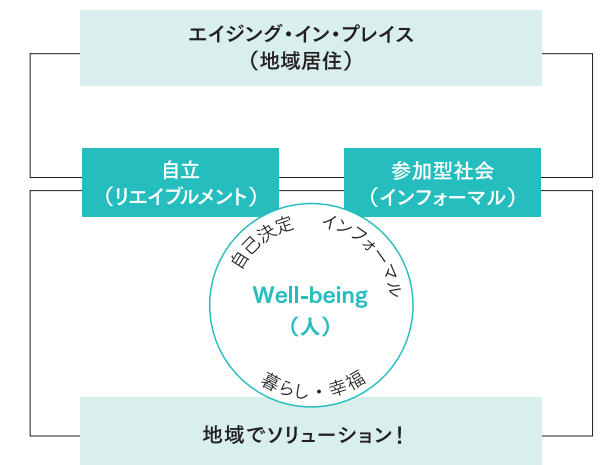 エイジング・イン・プレイス
（地域居住）
自立
（リエイブルメント）
参加型社会
（インフォーマル）
自己決定
インフォーマル
Well-being
（人）
暮らし・幸福
地域でソリューション！